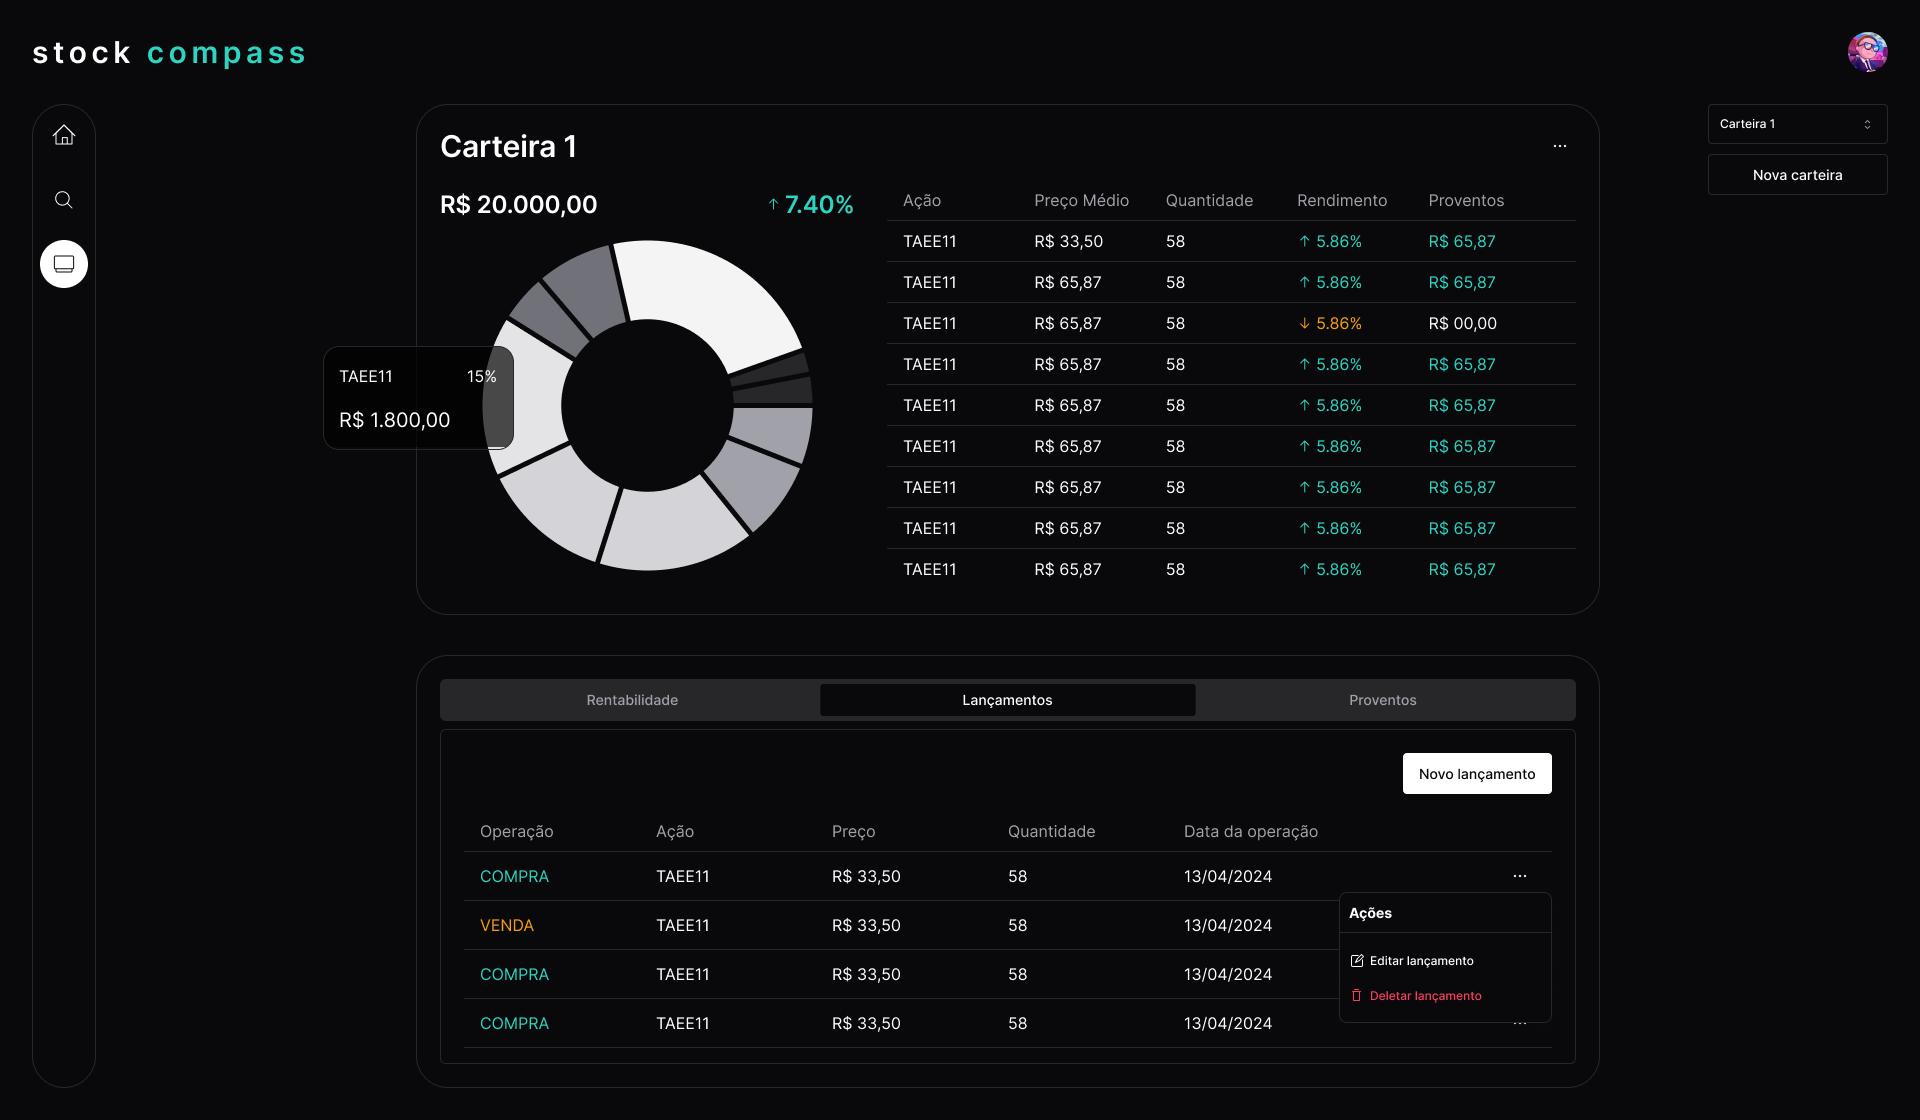 stock compass
Carteira 1
Nova carteira
Carteira 1
R$ 20.000,00 ↑ 7.40%
TAEE11 15%
R$ 1.800,00
Ação Preço Médio Quantidade Rendimento Proventos
TAEE11 R$ 33,50 58 ↑ 5.86% R$ 65,87
TAEE11 R$ 65,87 58 ↑ 5.86% R$ 65,87
TAEE11 R$ 65,87 58 ↓ 5.86% R$ 00,00
TAEE11 R$ 65,87 58 ↑ 5.86% R$ 65,87
TAEE11 R$ 65,87 58 ↑ 5.86% R$ 65,87
TAEE11 R$ 65,87 58 ↑ 5.86% R$ 65,87
TAEE11 R$ 65,87 58 ↑ 5.86% R$ 65,87
TAEE11 R$ 65,87 58 ↑ 5.86% R$ 65,87
TAEE11 R$ 65,87 58 ↑ 5.86% R$ 65,87
Rentabilidade Lançamentos Proventos
Novo lançamento
Operação Ação Preço Quantidade Data da operação
COMPRA TAEE11 R$ 33,50 58 13/04/2024
VENDA TAEE11 R$ 33,50 58 13/04/2024
COMPRA TAEE11 R$ 33,50 58 13/04/2024
COMPRA TAEE11 R$ 33,50 58 13/04/2024
Ações
Editar lançamento
Deletar lançamento